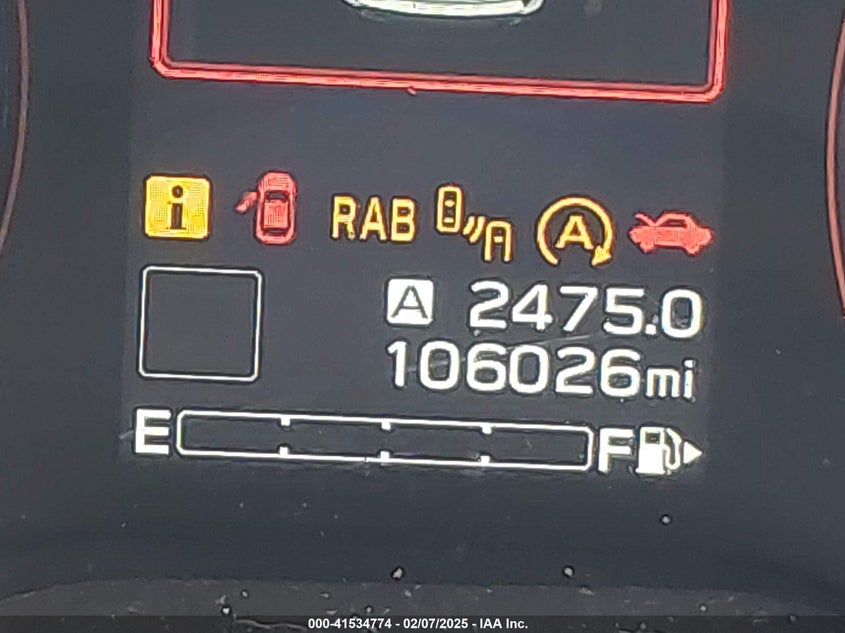 i RAB A
A 2475.0
106026mi
E F
000-41534774 - 02/07/2025 - IAA Inc.